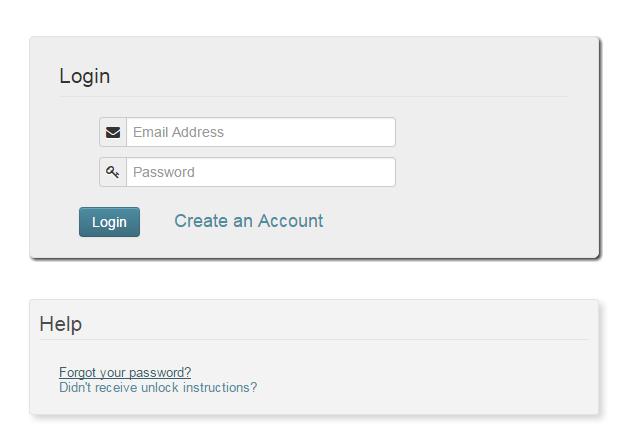 Login
Email Address
Password
Login Create an Account
Help
Forgot your password?
Didn't receive unlock instructions?